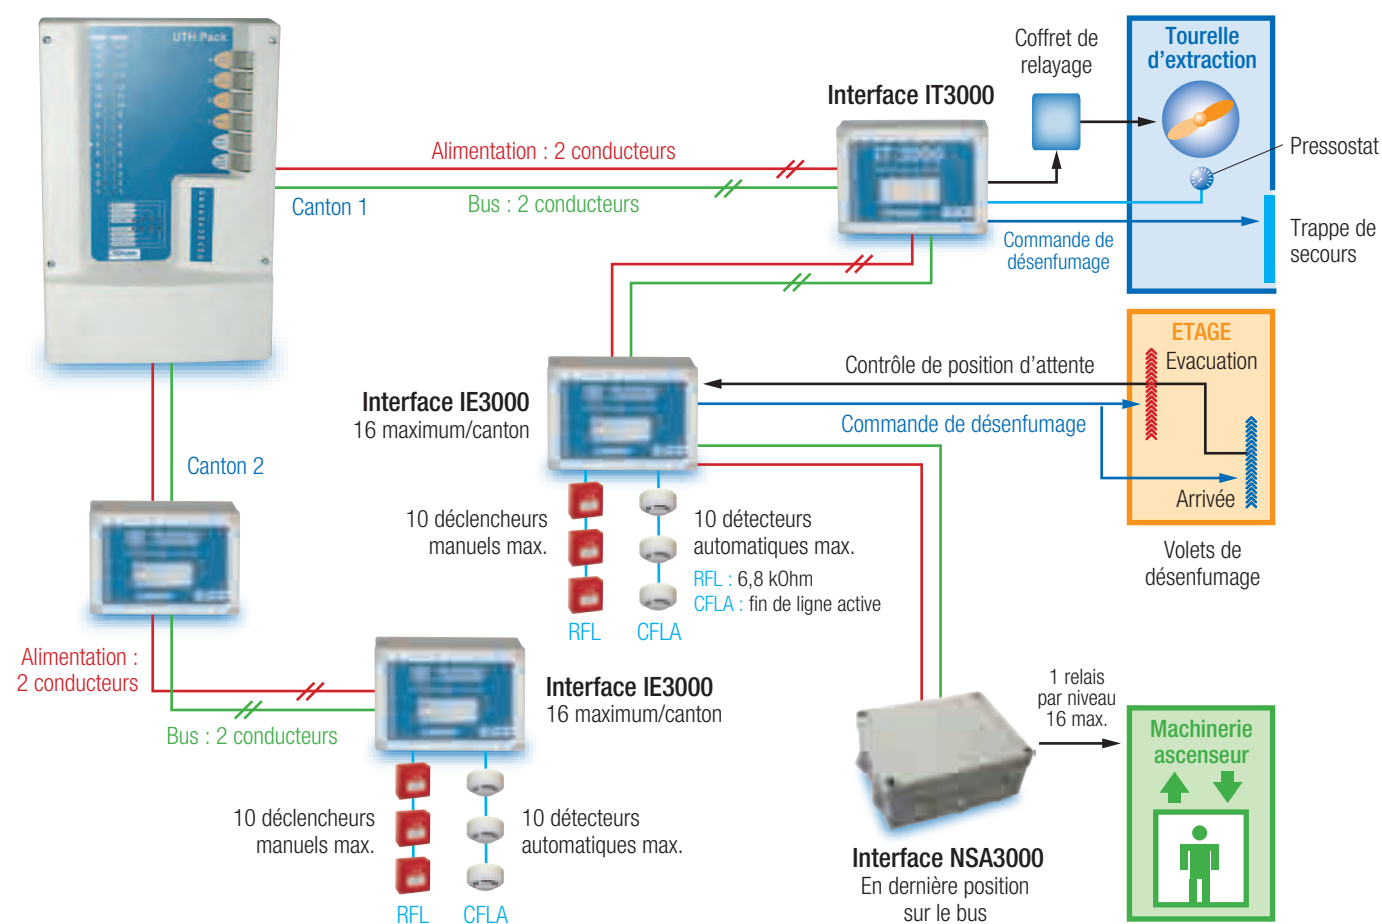 UTH Pack
Coffret de
relayage
Tourelle
d'extraction
Interface IT3000
IT3000
Pressostat
Alimentation : 2 conducteurs
Canton 1
Bus : 2 conducteurs
Commande de
désenfumage
Trappe de
secours
ETAGE
Evacuation
Contrôle de position d'attente
Interface IE3000
16 maximum/canton
Commande de désenfumage
Canton 2
Arrivée
10 déclencheurs
manuels max.
10 détecteurs
automatiques max.
RFL : 6,8 kOhm
CFLA : fin de ligne active
RFL
CFLA
Volets de
désenfumage
Alimentation :
2 conducteurs
Interface IE3000
16 maximum/canton
Bus : 2 conducteurs
1 relais
par niveau
16 max.
Machinerie
ascenseur
10 déclencheurs
manuels max.
10 détecteurs
automatiques max.
RFL
CFLA
Interface NSA3000
En dernière position
sur le bus